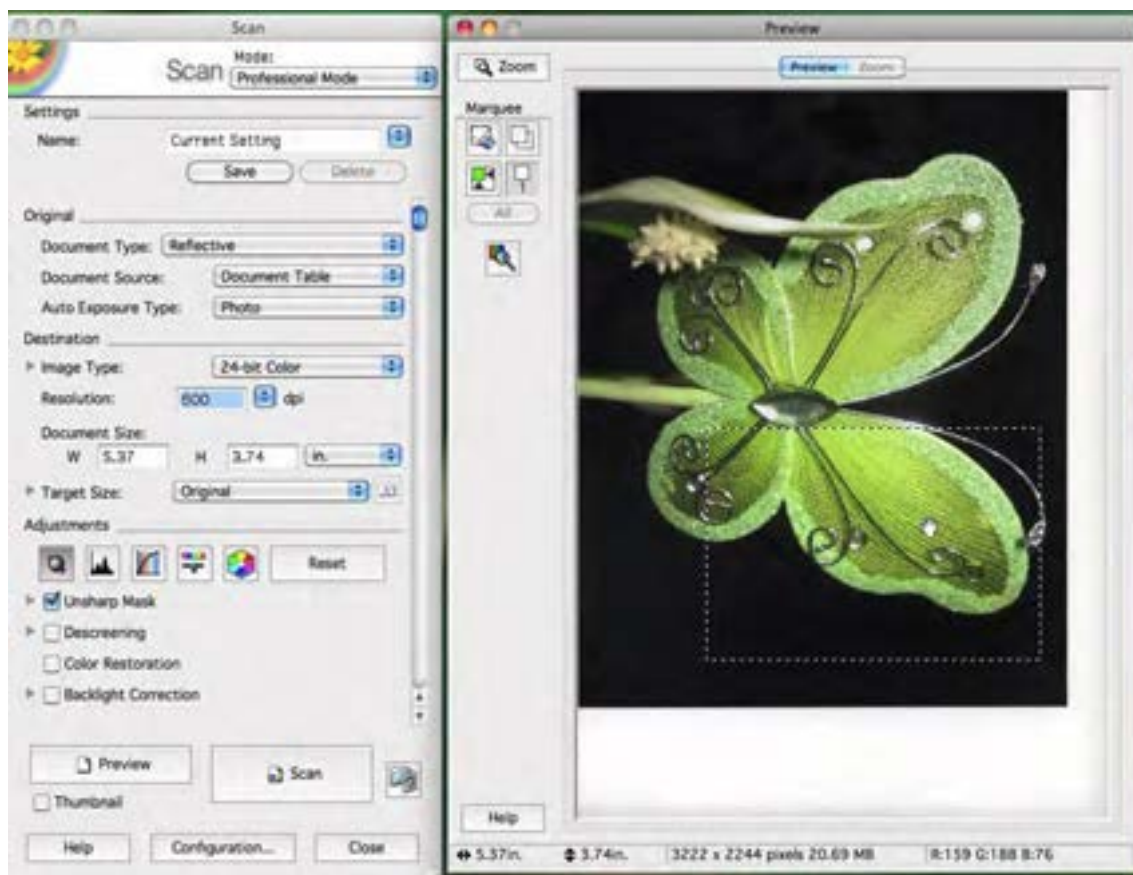 Scan
Mode:
Scan Professional Mode
Settings
Name: Current Setting
Save Delete
Original
Document Type: Reflective
Document Source: Document Table
Auto Exposure Type: Photo
Destination
Image Type: 24-bit Color
Resolution: 600 dpi
Document Size:
W 5.37 H 3.74 in.
Target Size: Original
Adjustments
Reset
Unsharp Mask
Descreening
Color Restoration
Backlight Correction
Preview Scan
Thumbnail
Help Configuration... Close
Preview
Zoom Preview Zoom
Marquee
All
Help
5.37in. 3.74in. 3222 x 2244 pixels 20.69 MB R:159 G:188 B:76